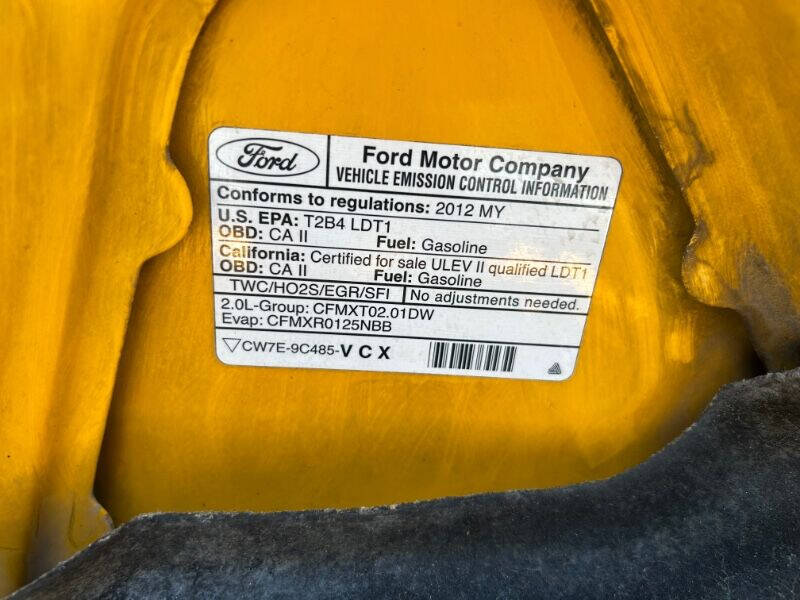 Ford
Ford Motor Company
VEHICLE EMISSION CONTROL INFORMATION
Conforms to regulations: 2012 MY
U.S. EPA: T2B4 LDT1
OBD: CA II Fuel: Gasoline
California: Certified for sale ULEV II qualified LDT1
OBD: CA II Fuel: Gasoline
TWC/HO2S/EGR/SFI No adjustments needed.
2.0L-Group: CFMXT02.01DW
Evap: CFMXR0125NBB
CW7E-9C485-V C X